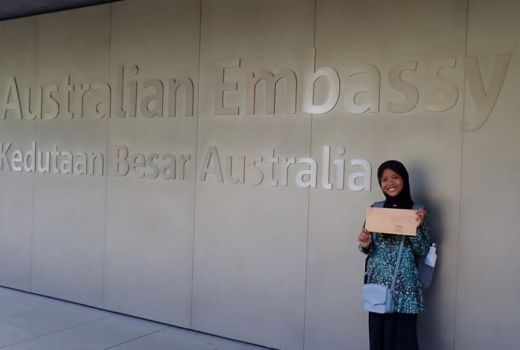 Australian Embassy
Kedutaan Besar Australia